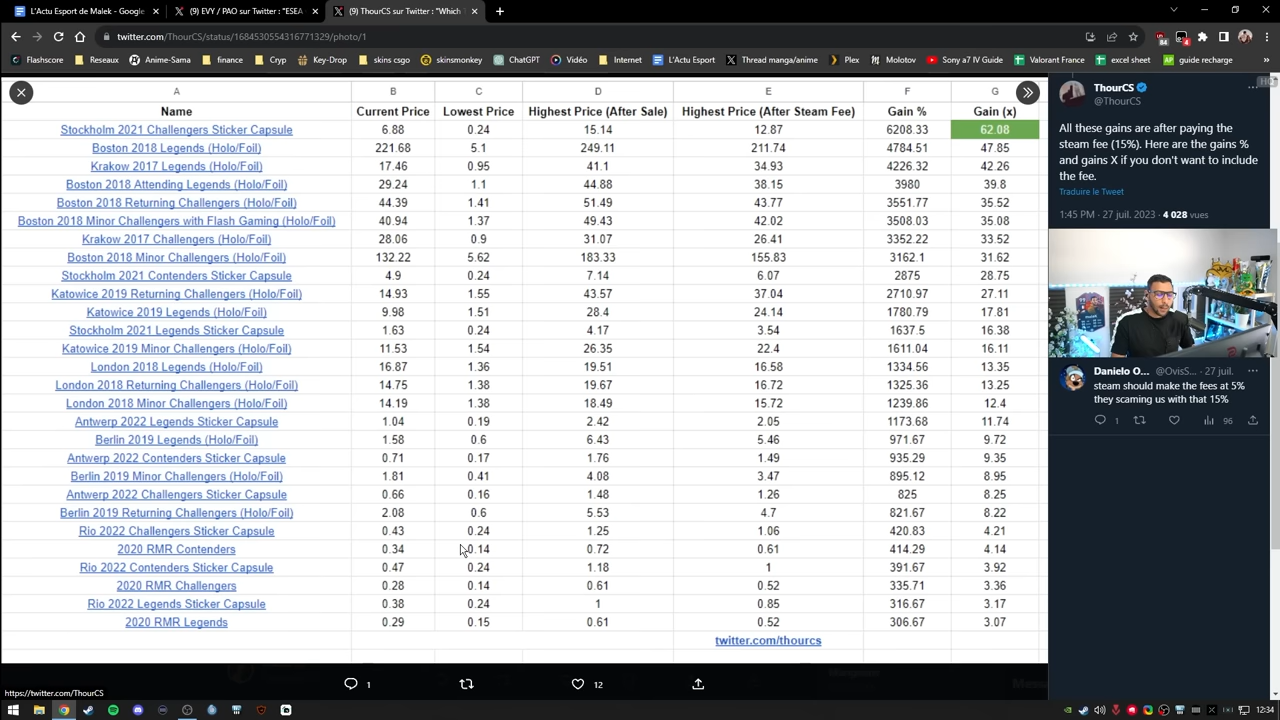 L'Actu Esport de Malek - Google
(9) EVY / PAO sur Twitter : "ESEA
(9) ThourCS sur Twitter : "Which
twitter.com/ThourCS/status/1684530554316771329/photo/1
Flashscore Reseaux Anime-Sama finance Cryp Key-Drop skins csgo skinsmonkey ChatGPT Vidéo Internet L'Actu Esport Thread manga/anime Plex Molotov Sony a7 IV Guide Valorant France excel sheet guide recharge
A B C D E F G
Name Current Price Lowest Price Highest Price (After Sale) Highest Price (After Steam Fee) Gain % Gain (x)
Stockholm 2021 Challengers Sticker Capsule 6.88 0.24 15.14 12.87 6208.33 62.08
Boston 2018 Legends (Holo/Foil) 221.68 5.1 249.11 211.74 4784.51 47.85
Krakow 2017 Legends (Holo/Foil) 17.46 0.95 41.1 34.93 4226.32 42.26
Boston 2018 Attending Legends (Holo/Foil) 29.24 1.1 44.88 38.15 3980 39.8
Boston 2018 Returning Challengers (Holo/Foil) 44.39 1.41 51.49 43.77 3551.77 35.52
Boston 2018 Minor Challengers with Flash Gaming (Holo/Foil) 40.94 1.37 49.43 42.02 3508.03 35.08
Krakow 2017 Challengers (Holo/Foil) 28.06 0.9 31.07 26.41 3352.22 33.52
Boston 2018 Minor Challengers (Holo/Foil) 132.22 5.62 183.33 155.83 3162.1 31.62
Stockholm 2021 Contenders Sticker Capsule 4.9 0.24 7.14 6.07 2875 28.75
Katowice 2019 Returning Challengers (Holo/Foil) 14.93 1.55 43.57 37.04 2710.97 27.11
Katowice 2019 Legends (Holo/Foil) 9.98 1.51 28.4 24.14 1780.79 17.81
Stockholm 2021 Legends Sticker Capsule 1.63 0.24 4.17 3.54 1637.5 16.38
Katowice 2019 Minor Challengers (Holo/Foil) 11.53 1.54 26.35 22.4 1611.04 16.11
London 2018 Legends (Holo/Foil) 16.87 1.36 19.51 16.58 1334.56 13.35
London 2018 Returning Challengers (Holo/Foil) 14.75 1.38 19.67 16.72 1325.36 13.25
London 2018 Minor Challengers (Holo/Foil) 14.19 1.38 18.49 15.72 1239.86 12.4
Antwerp 2022 Legends Sticker Capsule 1.04 0.19 2.42 2.05 1173.68 11.74
Berlin 2019 Legends (Holo/Foil) 1.58 0.6 6.43 5.46 971.67 9.72
Antwerp 2022 Contenders Sticker Capsule 0.71 0.17 1.76 1.49 935.29 9.35
Berlin 2019 Minor Challengers (Holo/Foil) 1.81 0.41 4.08 3.47 895.12 8.95
Antwerp 2022 Challengers Sticker Capsule 0.66 0.16 1.48 1.26 825 8.25
Berlin 2019 Returning Challengers (Holo/Foil) 2.08 0.6 5.53 4.7 821.67 8.22
Rio 2022 Challengers Sticker Capsule 0.43 0.24 1.25 1.06 420.83 4.21
2020 RMR Contenders 0.34 0.14 0.72 0.61 414.29 4.14
Rio 2022 Contenders Sticker Capsule 0.47 0.24 1.18 1 391.67 3.92
2020 RMR Challengers 0.28 0.14 0.61 0.52 335.71 3.36
Rio 2022 Legends Sticker Capsule 0.38 0.24 1 0.85 316.67 3.17
2020 RMR Legends 0.29 0.15 0.61 0.52 306.67 3.07
twitter.com/thourcs
1 12
https://twitter.com/ThourCS
ThourCS
@ThourCS
All these gains are after paying the
steam fee (15%). Here are the gains %
and gains X if you don't want to include
the fee.
Traduire le Tweet
1:45 PM · 27 juil. 2023 · 4 028 vues
Danielo O... @OvisS... · 27 juil.
steam should make the fees at 5%
they scaming us with that 15%
1 96
12:34